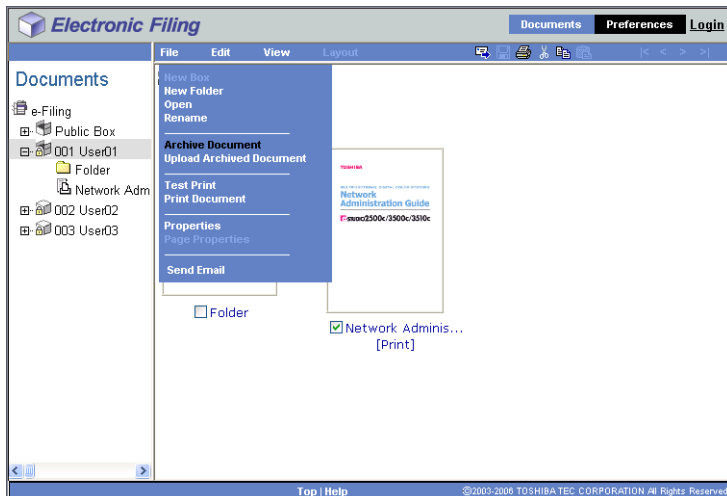 Electronic Filing
Documents Preferences Login
File Edit View Layout
|< < > >|
Documents
e-Filing
Public Box
001 User01
Folder
Network Adm
002 User02
003 User03
New Box
New Folder
Open
Rename
Archive Document
Upload Archived Document
Test Print
Print Document
Properties
Page Properties
Send Email
TOSHIBA
Network
Administration Guide
e-STUDIO2500c/3500c/3510c
Folder
Network Adminis...
[Print]
Top | Help
©2003-2006 TOSHIBA TEC CORPORATION All Rights Reserved